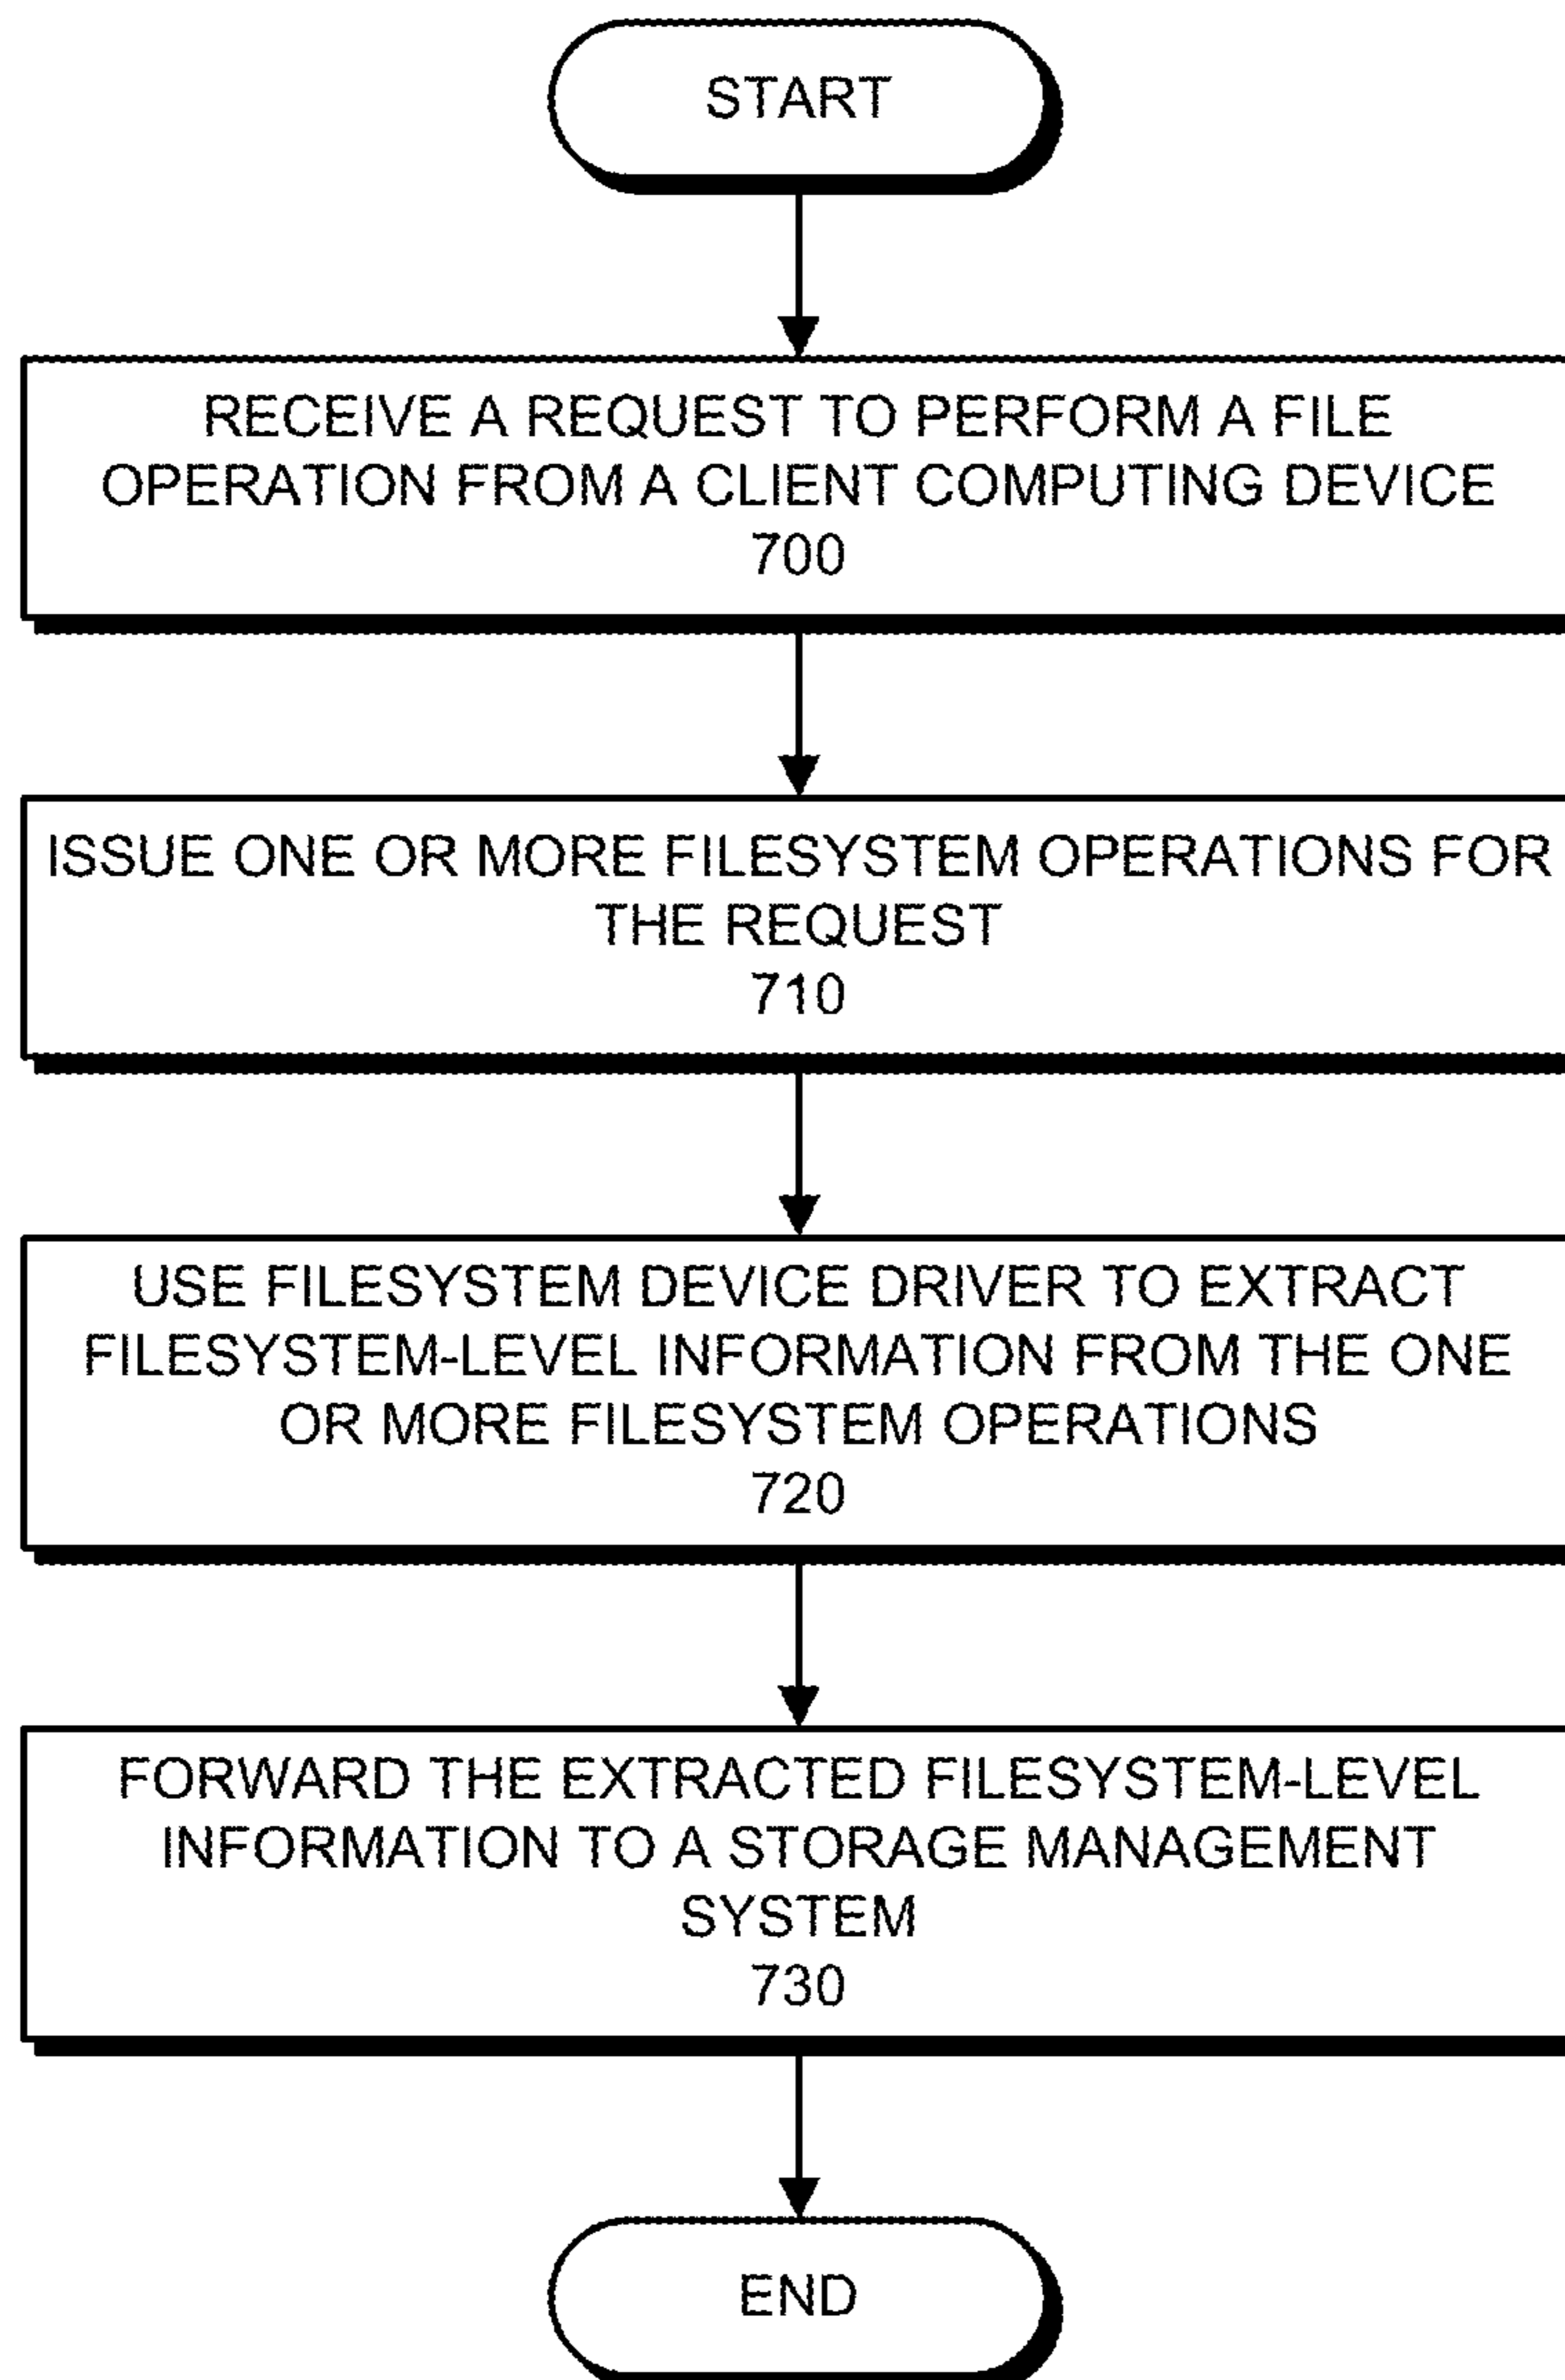 START
RECEIVE A REQUEST TO PERFORM A FILE
OPERATION FROM A CLIENT COMPUTING DEVICE
700
ISSUE ONE OR MORE FILESYSTEM OPERATIONS FOR
THE REQUEST
710
USE FILESYSTEM DEVICE DRIVER TO EXTRACT
FILESYSTEM-LEVEL INFORMATION FROM THE ONE
OR MORE FILESYSTEM OPERATIONS
720
FORWARD THE EXTRACTED FILESYSTEM-LEVEL
INFORMATION TO A STORAGE MANAGEMENT
SYSTEM
730
END